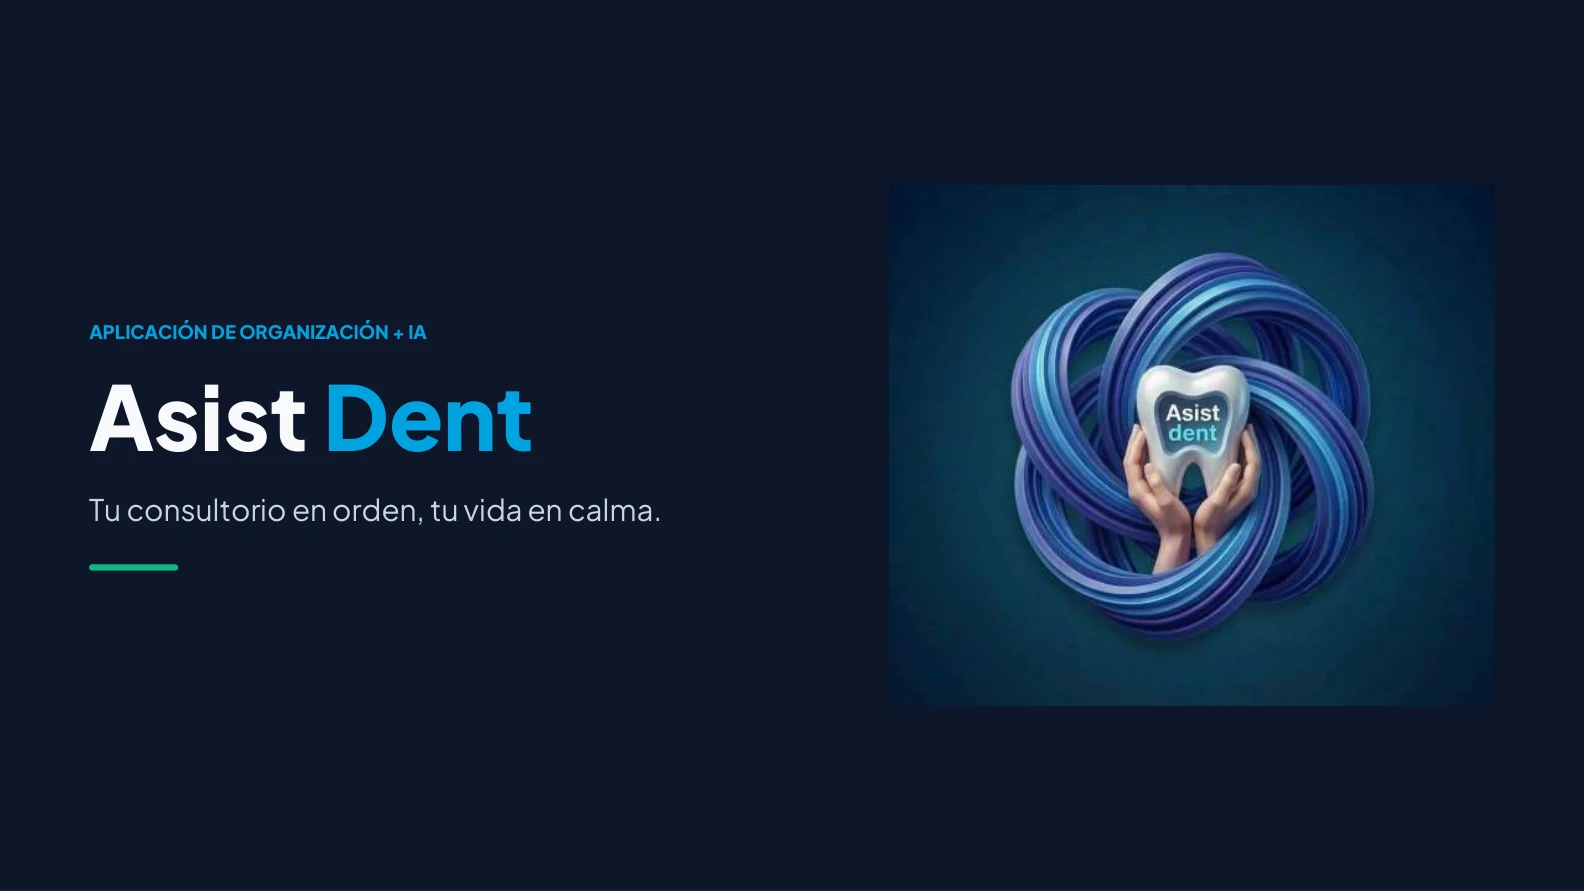 APLICACIÓN DE ORGANIZACIÓN + IA
Asist Dent
Tu consultorio en orden, tu vida en calma.
Asist
dent